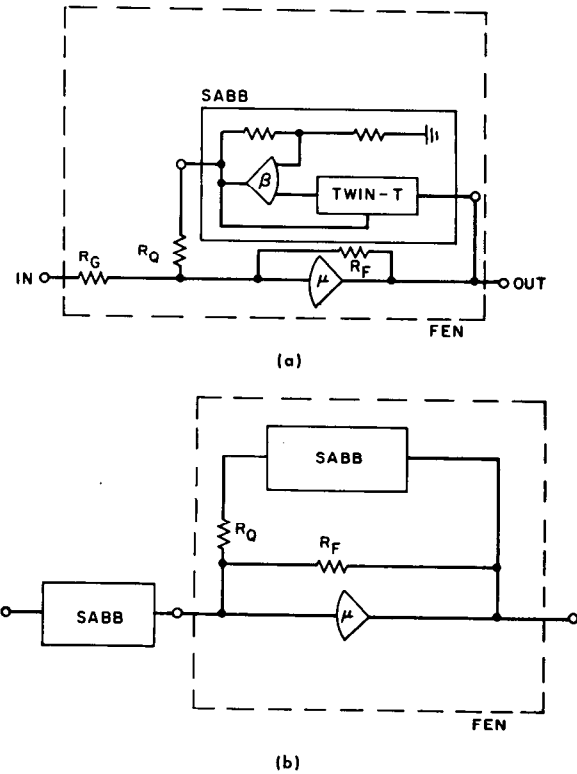 SABB
β
TWIN-T
R_Q
R_G
R_F
IN
μ
OUT
FEN
(a)
SABB
R_Q
R_F
SABB
μ
FEN
(b)